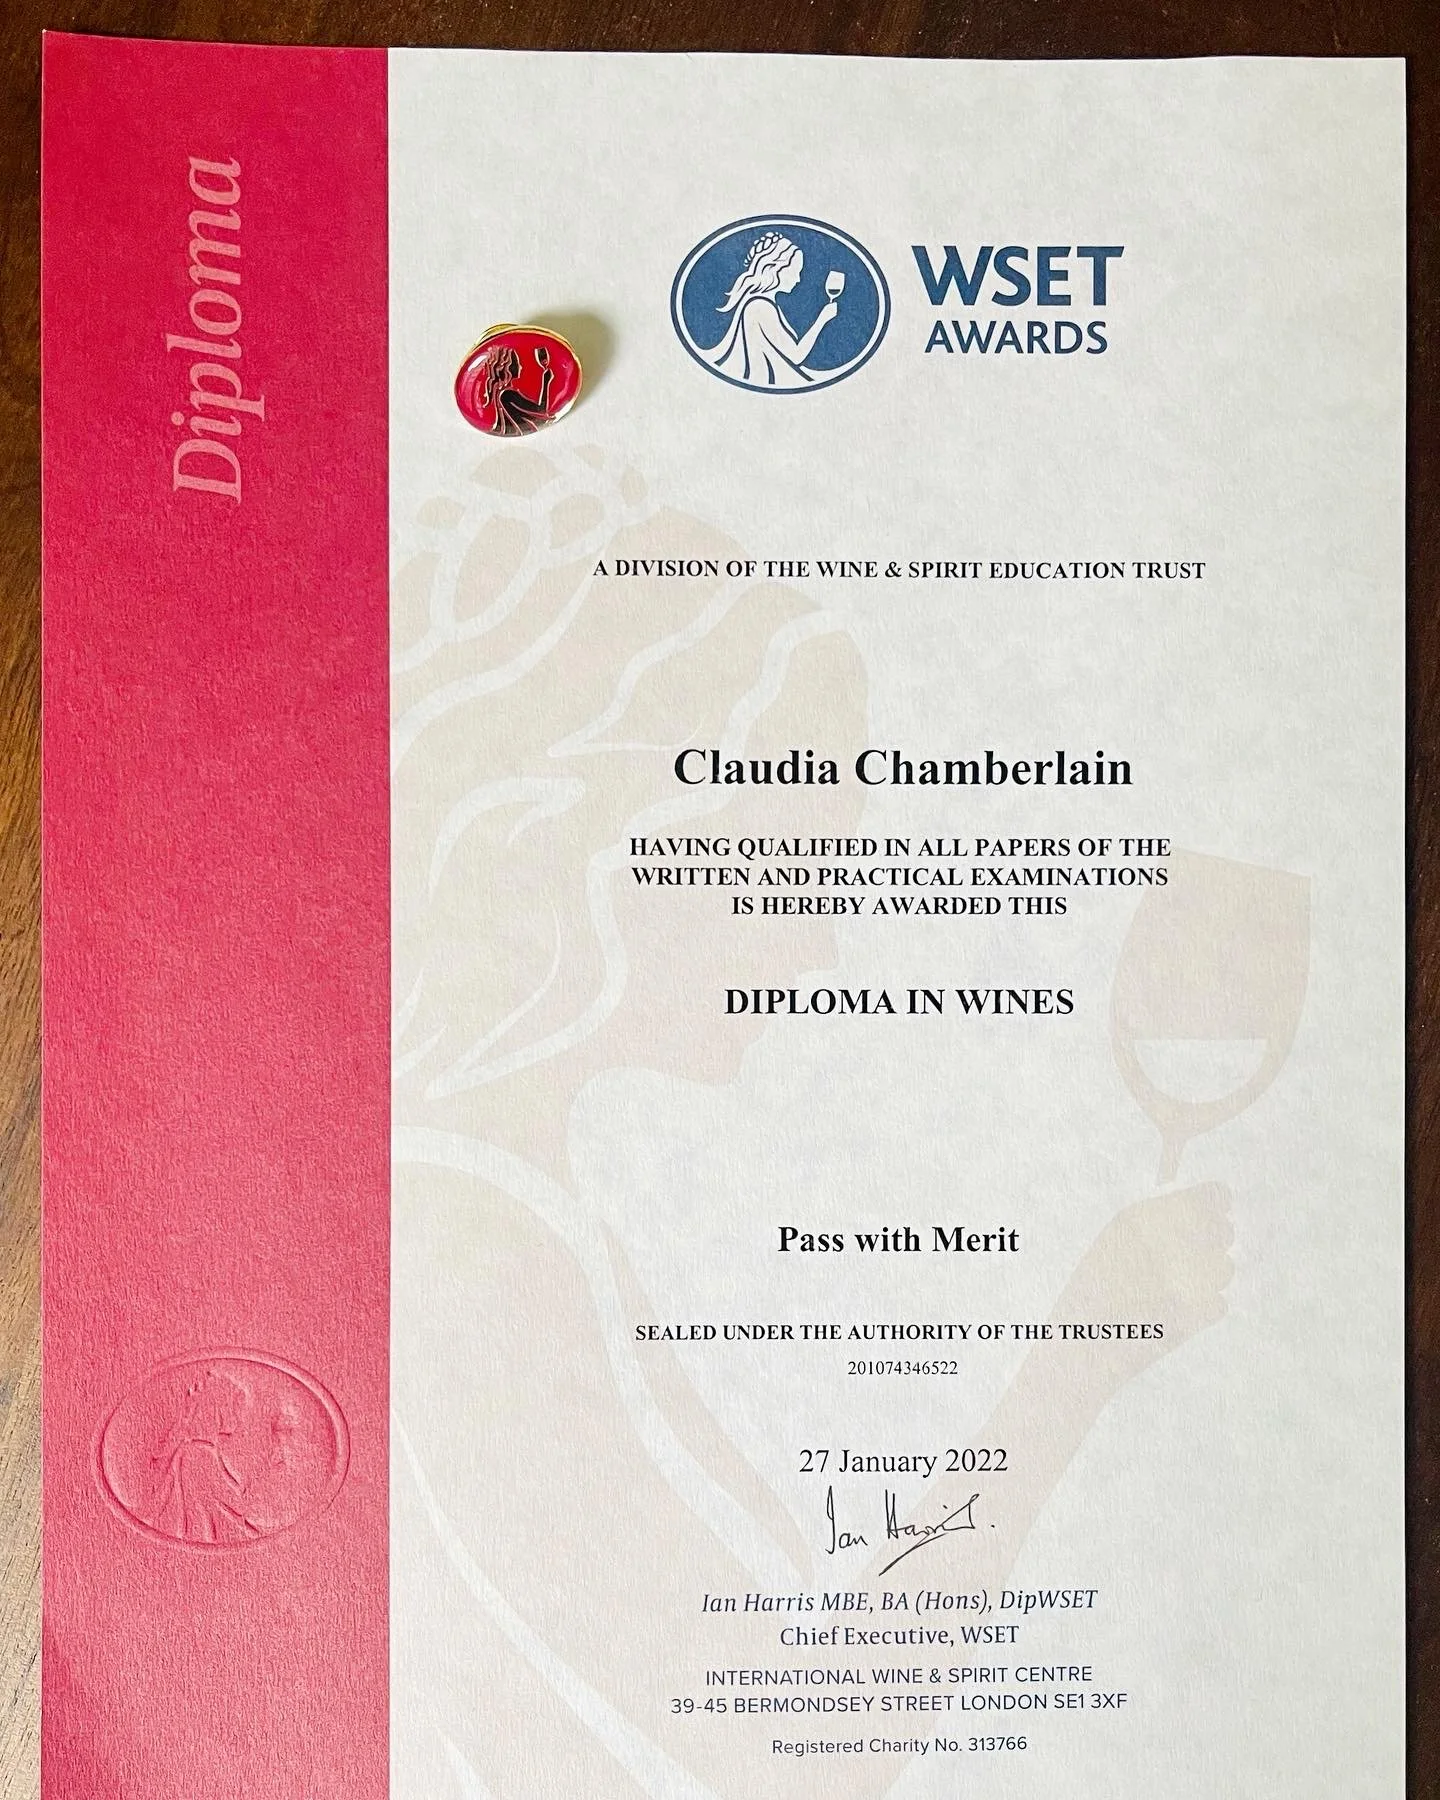 Diploma
WSET
AWARDS
A DIVISION OF THE WINE & SPIRIT EDUCATION TRUST
Claudia Chamberlain
HAVING QUALIFIED IN ALL PAPERS OF THE
WRITTEN AND PRACTICAL EXAMINATIONS
IS HEREBY AWARDED THIS
DIPLOMA IN WINES
Pass with Merit
SEALED UNDER THE AUTHORITY OF THE TRUSTEES
201074346522
27 January 2022
Ian Harris.
Ian Harris MBE, BA (Hons), DipWSET
Chief Executive, WSET
INTERNATIONAL WINE & SPIRIT CENTRE
39-45 BERMONDSEY STREET LONDON SE1 3XF
Registered Charity No. 313766